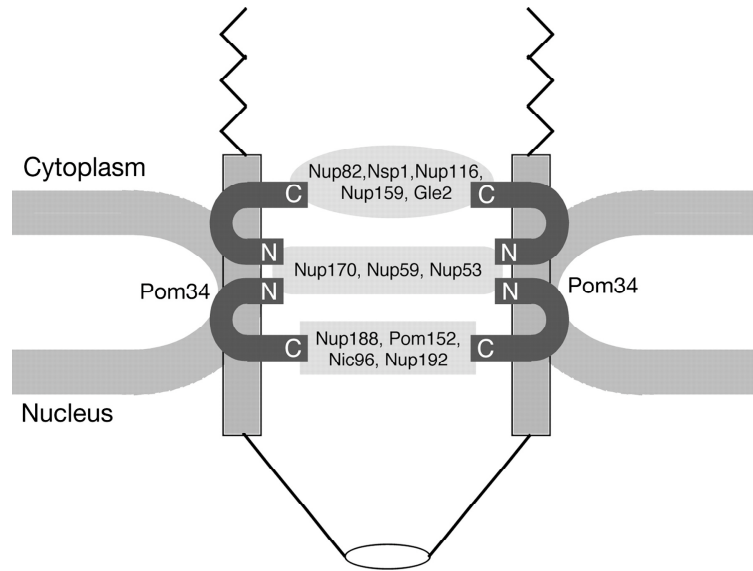 Cytoplasm
Nup82,Nsp1,Nup116,
Nup159, Gle2
C
C
N
N
Nup170, Nup59, Nup53
N
N
Pom34
Pom34
C
C
Nup188, Pom152,
Nic96, Nup192
Nucleus